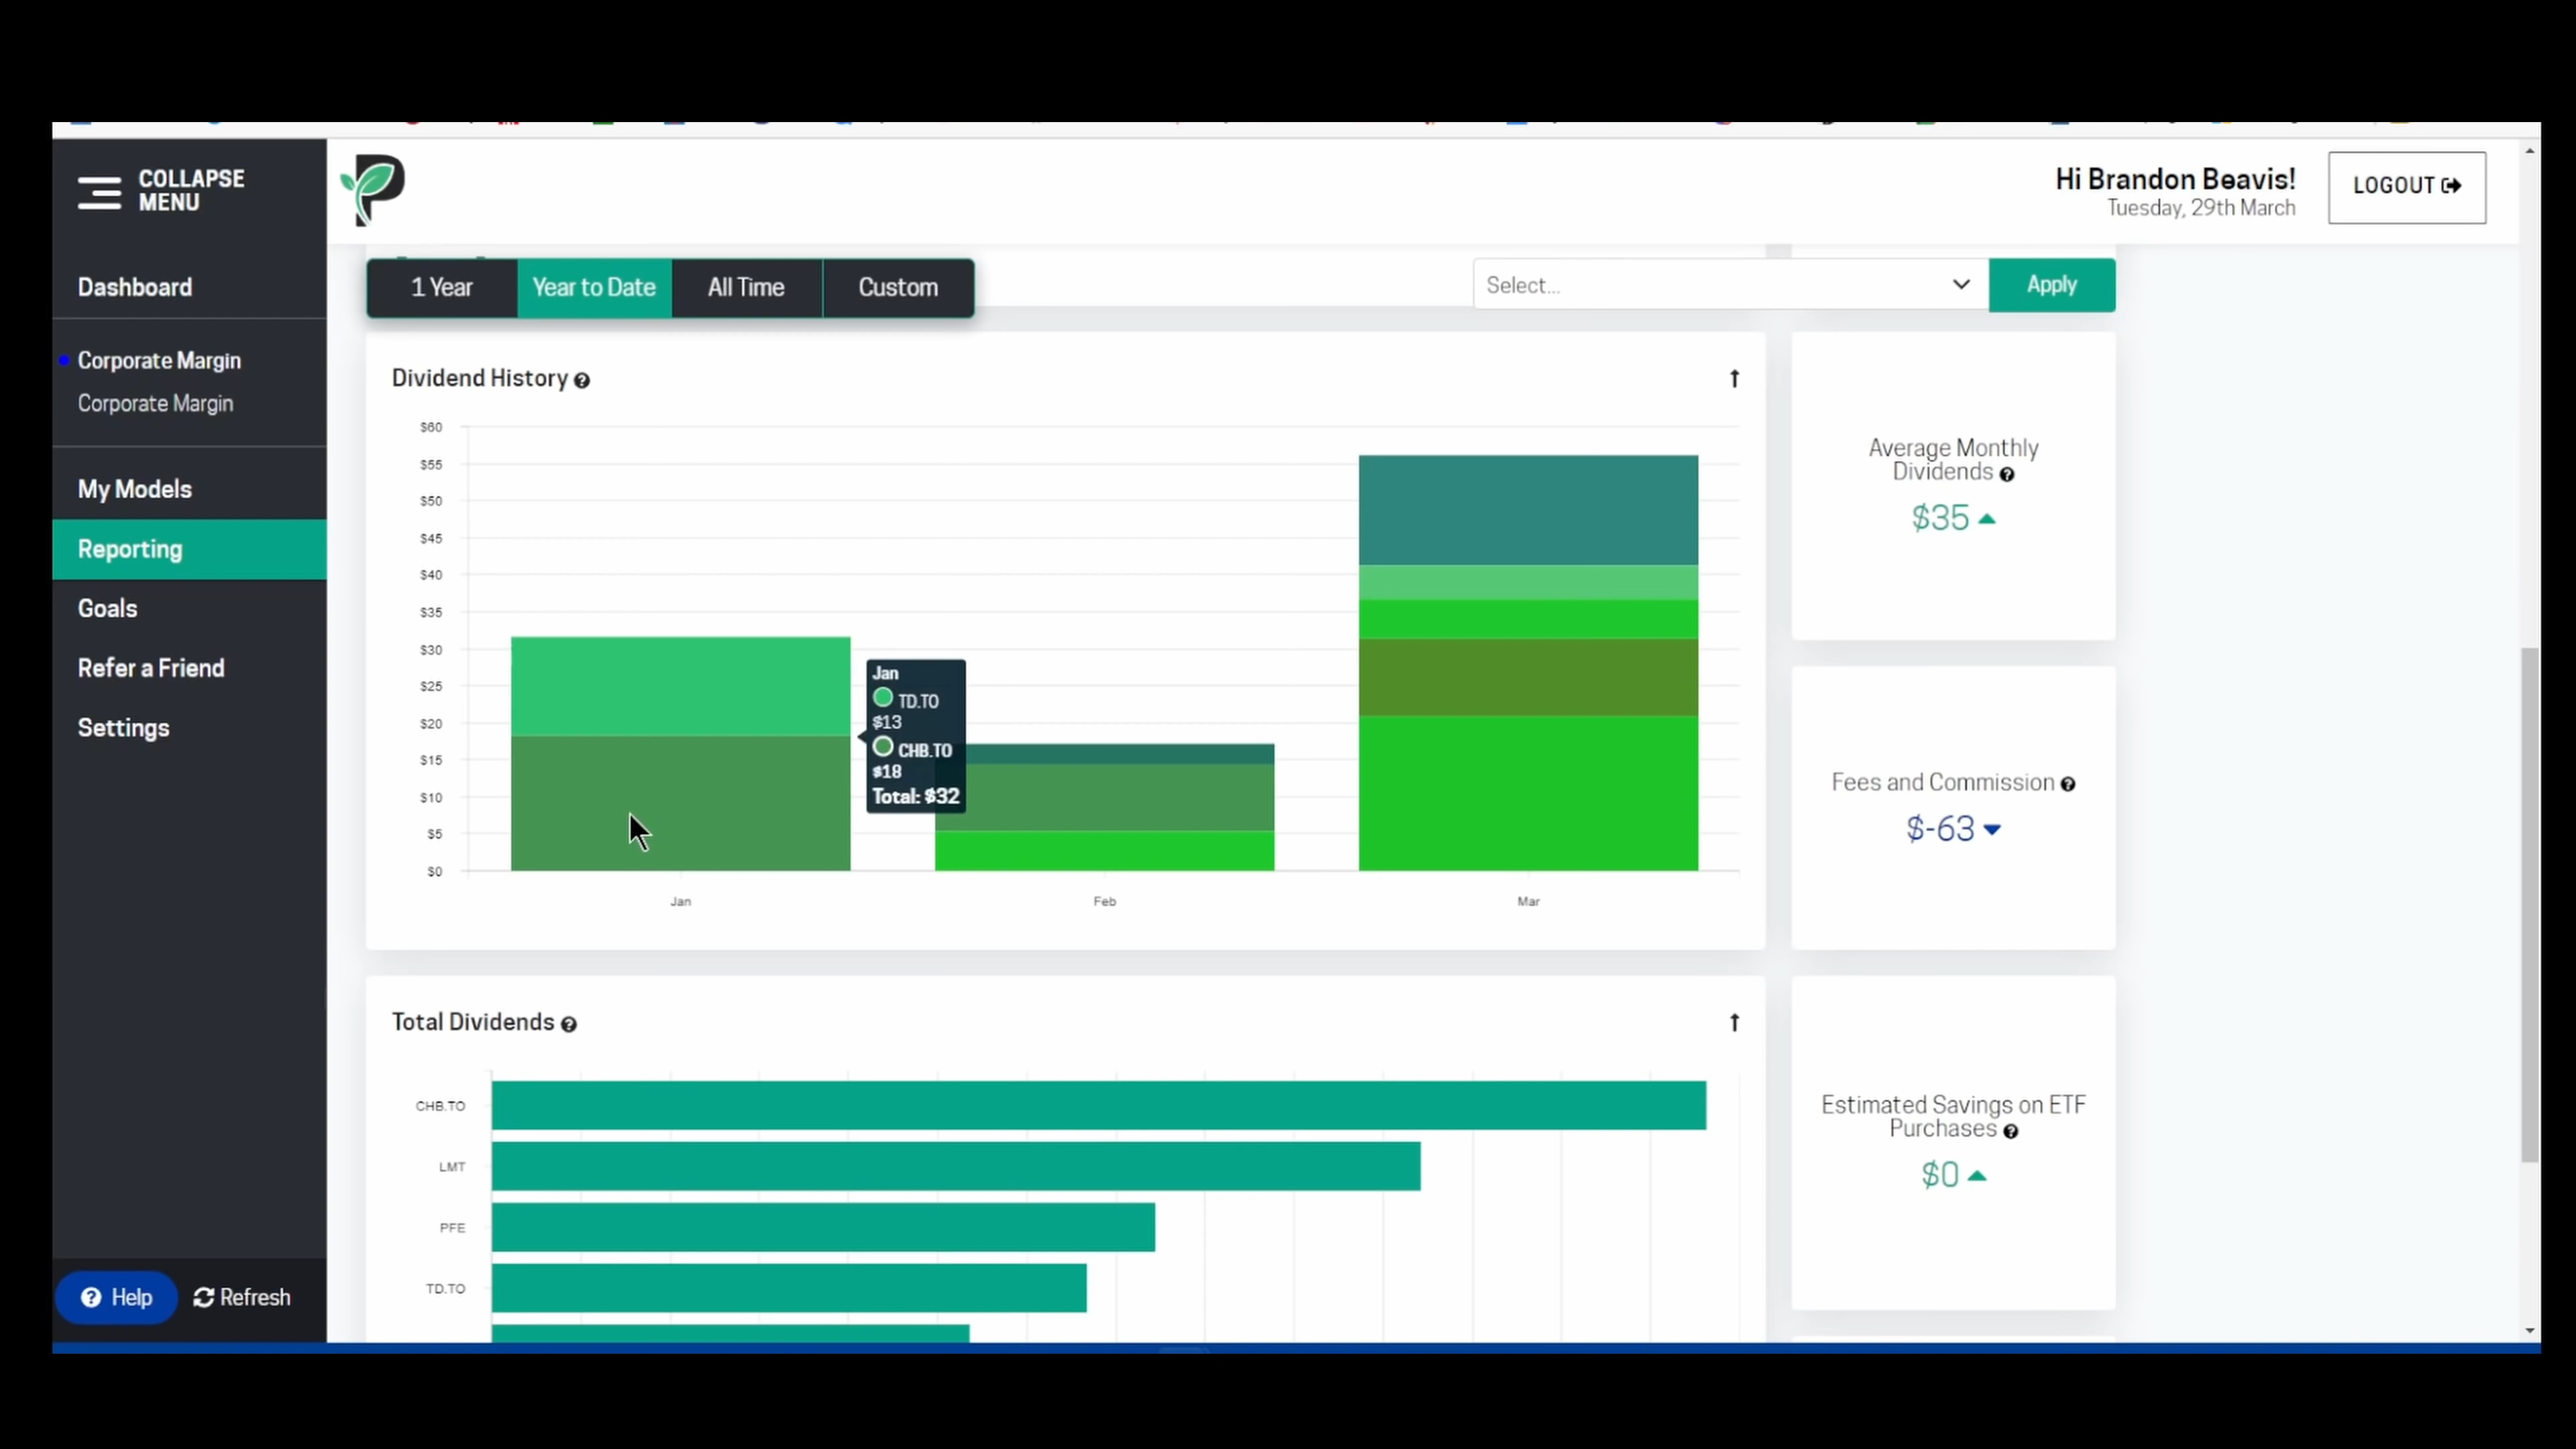 COLLAPSE
MENU
Hi Brandon Beavis!
Tuesday, 29th March
LOGOUT
Dashboard
Corporate Margin
Corporate Margin
My Models
Reporting
Goals
Refer a Friend
Settings
Help
Refresh
1 Year
Year to Date
All Time
Custom
Select...
Apply
Dividend History
$60
$55
$50
$45
$40
$35
$30
$25
$20
$15
$10
$5
$0
Jan
TD.TO
$13
CHB.TO
$18
Total: $32
Jan
Feb
Mar
Average Monthly
Dividends
$35
Fees and Commission
$-63
Total Dividends
CHB.TO
LMT
PFE
TD.TO
Estimated Savings on ETF
Purchases
$0